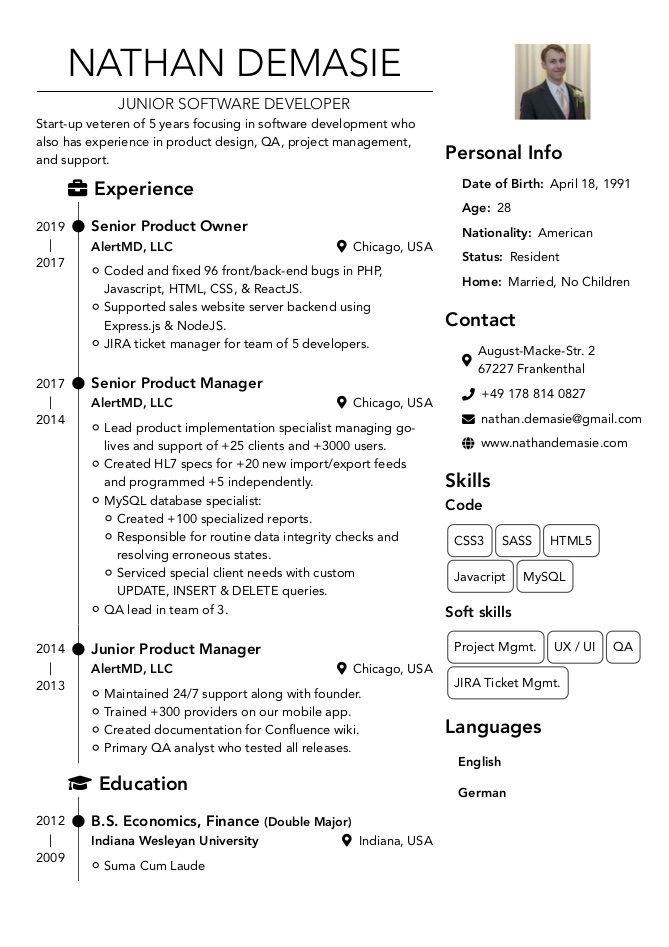 NATHAN DEMASIE
JUNIOR SOFTWARE DEVELOPER
Start-up veteren of 5 years focusing in software development who
also has experience in product design, QA, project management,
and support.
Experience
2019
|
2017
Senior Product Owner
AlertMD, LLC Chicago, USA
Coded and fixed 96 front/back-end bugs in PHP,
Javascript, HTML, CSS, & ReactJS.
Supported sales website server backend using
Express.js & NodeJS.
JIRA ticket manager for team of 5 developers.
2017
|
2014
Senior Product Manager
AlertMD, LLC Chicago, USA
Lead product implementation specialist managing go-
lives and support of +25 clients and +3000 users.
Created HL7 specs for +20 new import/export feeds
and programmed +5 independently.
MySQL database specialist:
Created +100 specialized reports.
Responsible for routine data integrity checks and
resolving erroneous states.
Serviced special client needs with custom
UPDATE, INSERT & DELETE queries.
QA lead in team of 3.
2014
|
2013
Junior Product Manager
AlertMD, LLC Chicago, USA
Maintained 24/7 support along with founder.
Trained +300 providers on our mobile app.
Created documentation for Confluence wiki.
Primary QA analyst who tested all releases.
Education
2012
|
2009
B.S. Economics, Finance (Double Major)
Indiana Wesleyan University Indiana, USA
Suma Cum Laude
Personal Info
Date of Birth: April 18, 1991
Age: 28
Nationality: American
Status: Resident
Home: Married, No Children
Contact
August-Macke-Str. 2
67227 Frankenthal
+49 178 814 0827
nathan.demasie@gmail.com
www.nathandemasie.com
Skills
Code
CSS3 SASS HTML5
Javacript MySQL
Soft skills
Project Mgmt. UX / UI QA
JIRA Ticket Mgmt.
Languages
English
German